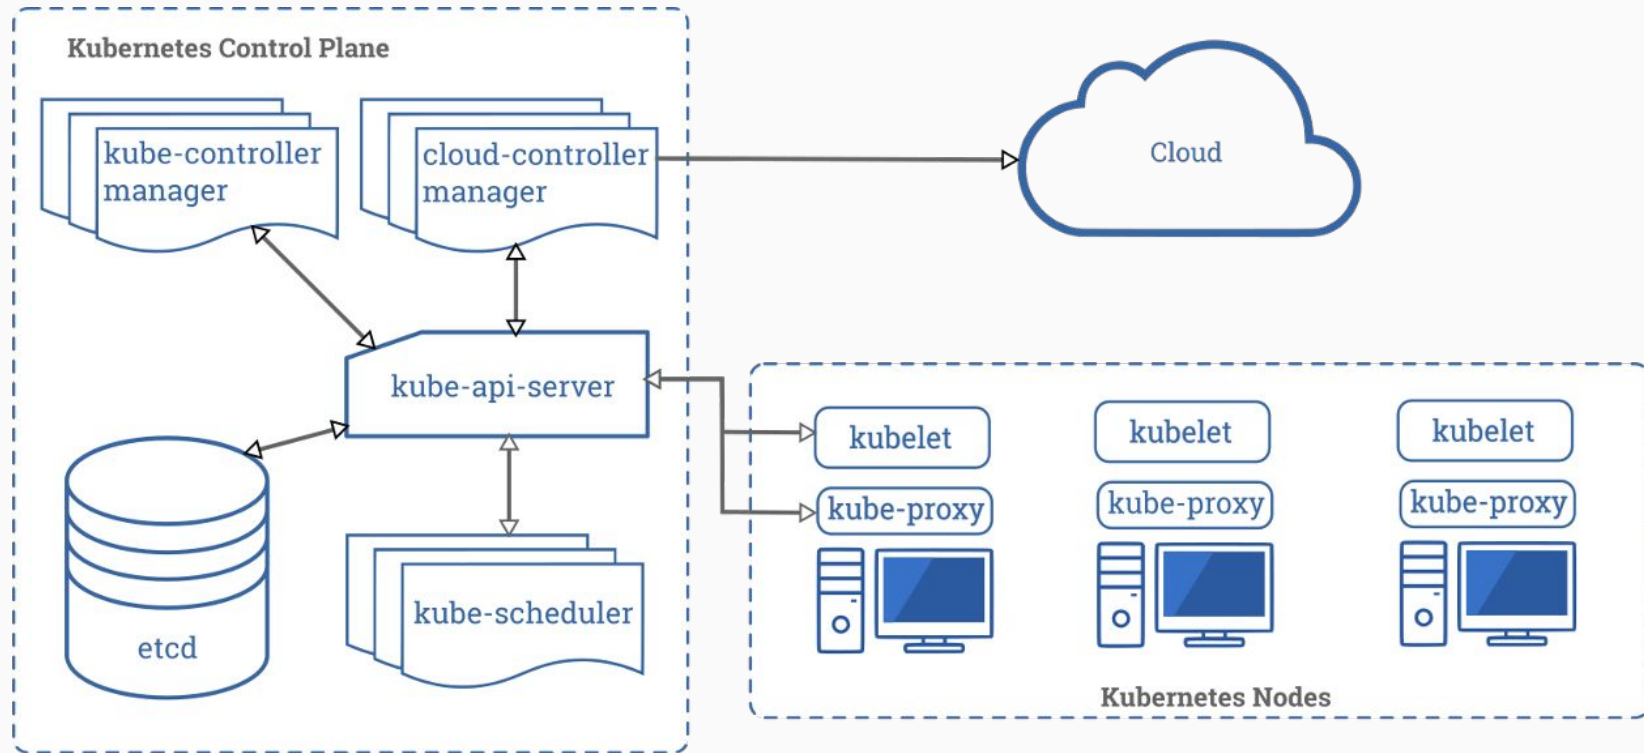 Kubernetes Control Plane
kube-controller
manager
cloud-controller
manager
Cloud
kube-api-server
kubelet
kubelet
kubelet
kube-proxy
kube-proxy
kube-proxy
etcd
kube-scheduler
Kubernetes Nodes